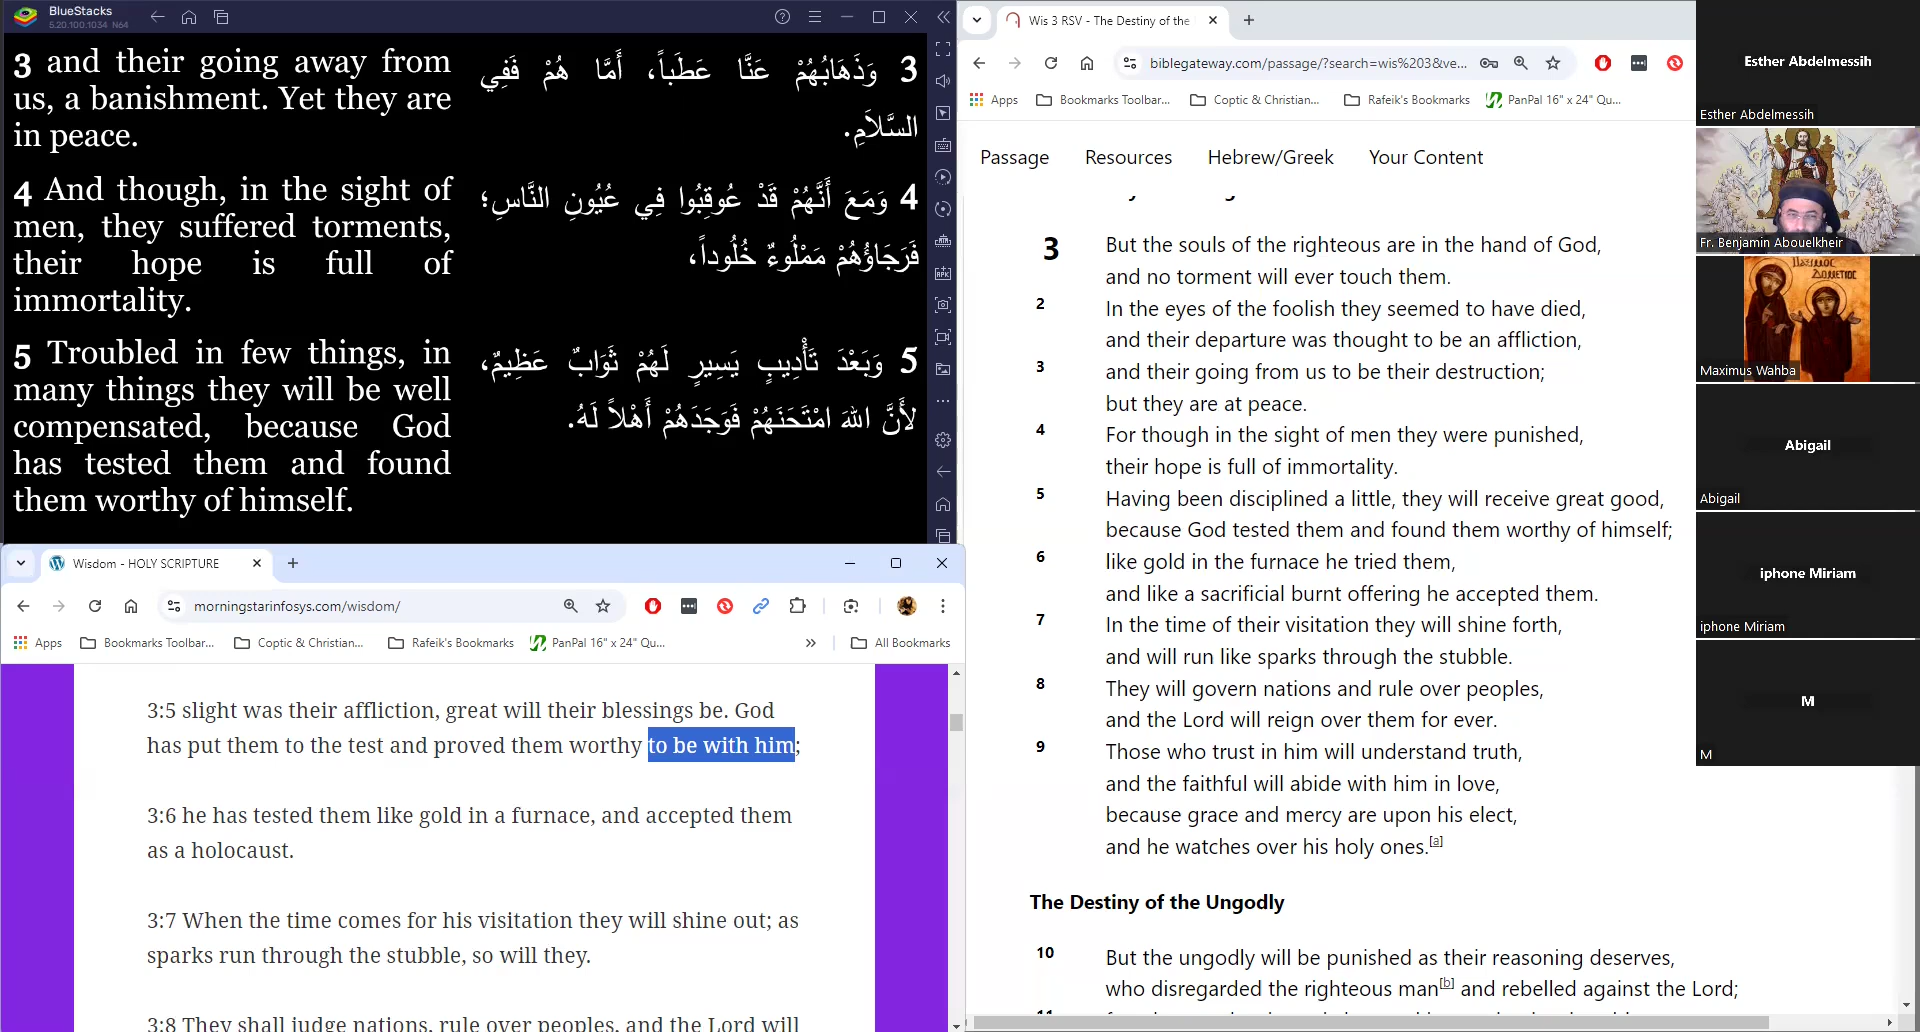 BlueStacks
5.20.100.1034 N64
3 and their going away from
us, a banishment. Yet they are
in peace.
4 And though, in the sight of
men, they suffered torments,
their hope is full of
immortality.
5 Troubled in few things, in
many things they will be well
compensated, because God
has tested them and found
them worthy of himself.
3 وَذَهَابُهُمْ عَنَّا عَطَباً، أَمَّا هُمْ فَفِي
السَّلاَمِ.
4 وَمَعَ أَنَّهُمْ قَدْ عُوقِبُوا فِي عُيُونِ النَّاسِ؛
فَرَجَاؤُهُمْ مَمْلُوءٌ خُلُوداً،
5 وَبَعْدَ تَأْدِيبٍ يَسِيرٍ لَهُمْ ثَوَابٌ عَظِيمٌ،
لأَنَّ اللهَ امْتَحَنَهُمْ فَوَجَدَهُمْ أَهْلاً لَهُ.
APK
Wisdom - HOLY SCRIPTURE
morningstarinfosys.com/wisdom/
Apps
Bookmarks Toolbar...
Coptic & Christian...
Rafeik's Bookmarks
PanPal 16" x 24" Qu...
All Bookmarks
3:5 slight was their affliction, great will their blessings be. God
has put them to the test and proved them worthy to be with him;
3:6 he has tested them like gold in a furnace, and accepted them
as a holocaust.
3:7 When the time comes for his visitation they will shine out; as
sparks run through the stubble, so will they.
3:8 They shall judge nations, rule over peoples, and the Lord will
Wis 3 RSV - The Destiny of the
biblegateway.com/passage/?search=wis%203&ve...
Apps
Bookmarks Toolbar...
Coptic & Christian...
Rafeik's Bookmarks
PanPal 16" x 24" Qu...
Passage
Resources
Hebrew/Greek
Your Content
3 But the souls of the righteous are in the hand of God,
and no torment will ever touch them.
2 In the eyes of the foolish they seemed to have died,
and their departure was thought to be an affliction,
3 and their going from us to be their destruction;
but they are at peace.
4 For though in the sight of men they were punished,
their hope is full of immortality.
5 Having been disciplined a little, they will receive great good,
because God tested them and found them worthy of himself;
6 like gold in the furnace he tried them,
and like a sacrificial burnt offering he accepted them.
7 In the time of their visitation they will shine forth,
and will run like sparks through the stubble.
8 They will govern nations and rule over peoples,
and the Lord will reign over them for ever.
9 Those who trust in him will understand truth,
and the faithful will abide with him in love,
because grace and mercy are upon his elect,
and he watches over his holy ones.[a]
The Destiny of the Ungodly
10 But the ungodly will be punished as their reasoning deserves,
who disregarded the righteous man[b] and rebelled against the Lord;
11
Esther Abdelmessih
Esther Abdelmessih
Fr. Benjamin Abouelkheir
Maximus Wahba
Abigail
Abigail
iphone Miriam
iphone Miriam
M
M